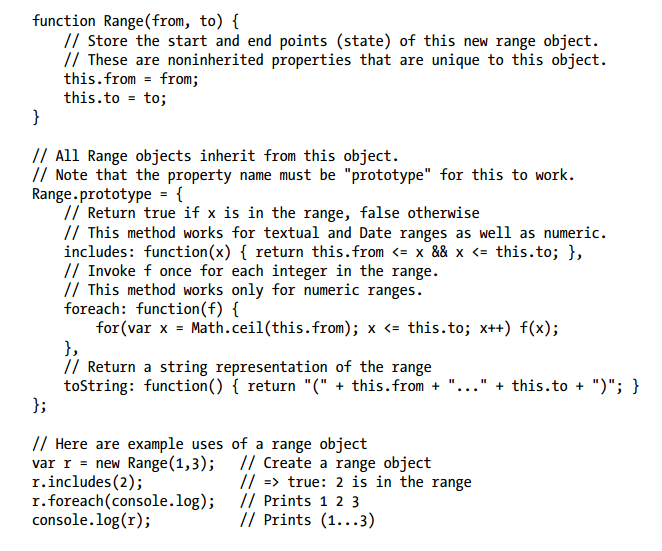 function Range(from, to) {
    // Store the start and end points (state) of this new range object.
    // These are noninherited properties that are unique to this object.
    this.from = from;
    this.to = to;
}

// All Range objects inherit from this object.
// Note that the property name must be "prototype" for this to work.
Range.prototype = {
    // Return true if x is in the range, false otherwise
    // This method works for textual and Date ranges as well as numeric.
    includes: function(x) { return this.from <= x && x <= this.to; },
    // Invoke f once for each integer in the range.
    // This method works only for numeric ranges.
    foreach: function(f) {
        for(var x = Math.ceil(this.from); x <= this.to; x++) f(x);
    },
    // Return a string representation of the range
    toString: function() { return "(" + this.from + "..." + this.to + ")"; }
};

// Here are example uses of a range object
var r = new Range(1,3);   // Create a range object
r.includes(2);            // => true: 2 is in the range
r.foreach(console.log);   // Prints 1 2 3
console.log(r);           // Prints (1...3)